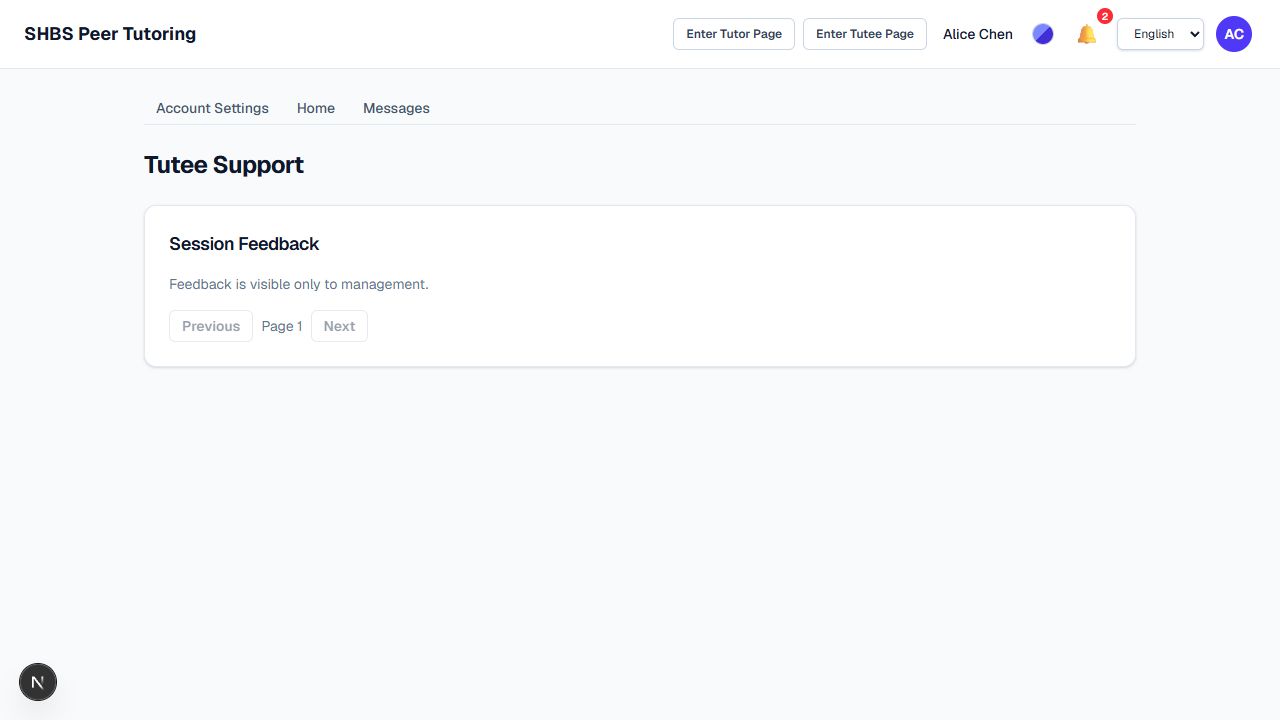 SHBS Peer Tutoring
Enter Tutor Page
Enter Tutee Page
Alice Chen
2
English
AC
Account Settings
Home
Messages
Tutee Support
Session Feedback
Feedback is visible only to management.
Previous
Page 1
Next
N